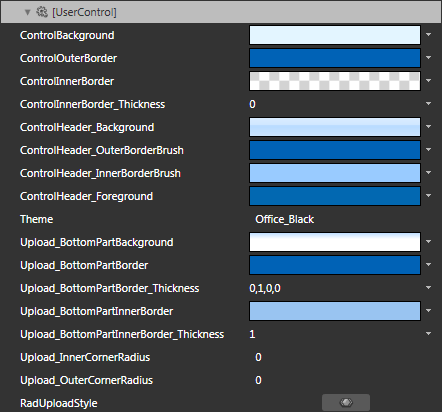 [UserControl]
ControlBackground
ControlOuterBorder
ControlInnerBorder
ControlInnerBorder_Thickness 0
ControlHeader_Background
ControlHeader_OuterBorderBrush
ControlHeader_InnerBorderBrush
ControlHeader_Foreground
Theme Office_Black
Upload_BottomPartBackground
Upload_BottomPartBorder
Upload_BottomPartBorder_Thickness 0,1,0,0
Upload_BottomPartInnerBorder
Upload_BottomPartInnerBorder_Thickness 1
Upload_InnerCornerRadius 0
Upload_OuterCornerRadius 0
RadUploadStyle